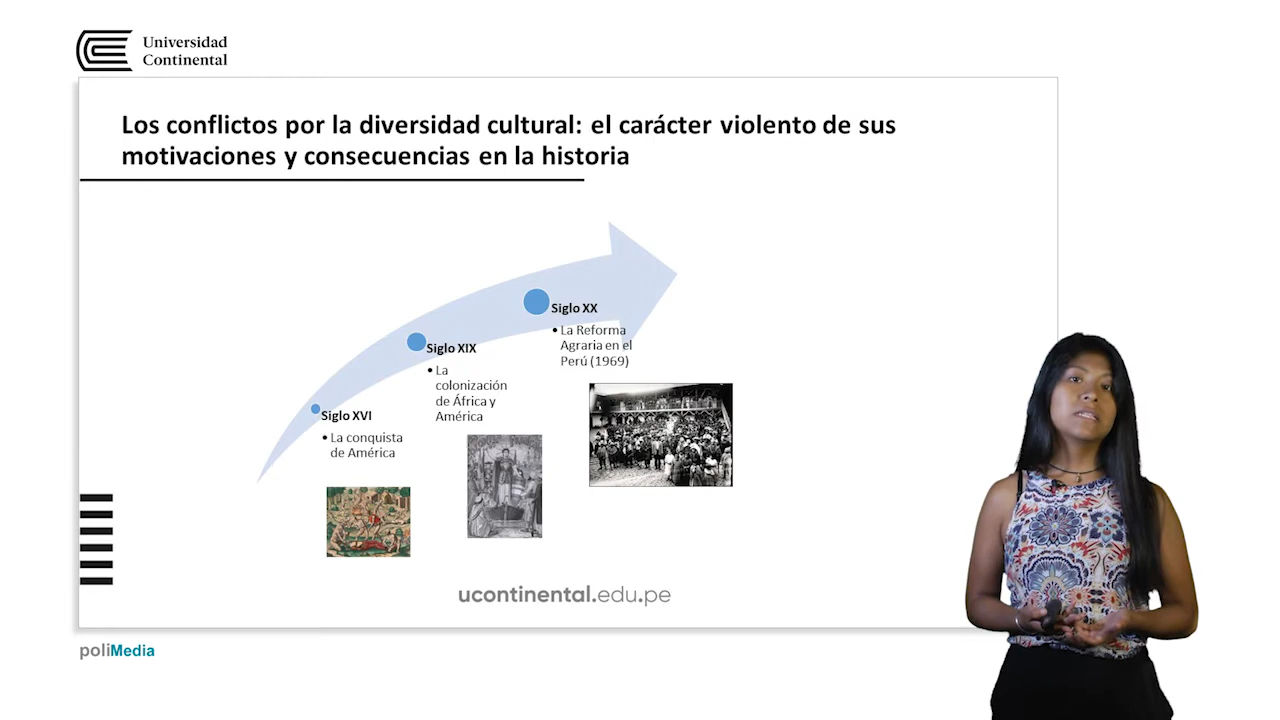 Universidad
Continental
Los conflictos por la diversidad cultural: el carácter violento de sus
motivaciones y consecuencias en la historia
Siglo XX
• La Reforma
Agraria en el
Perú (1969)
Siglo XIX
• La
colonización
de África y
América
Siglo XVI
• La conquista
de América
ucontinental.edu.pe
poliMedia